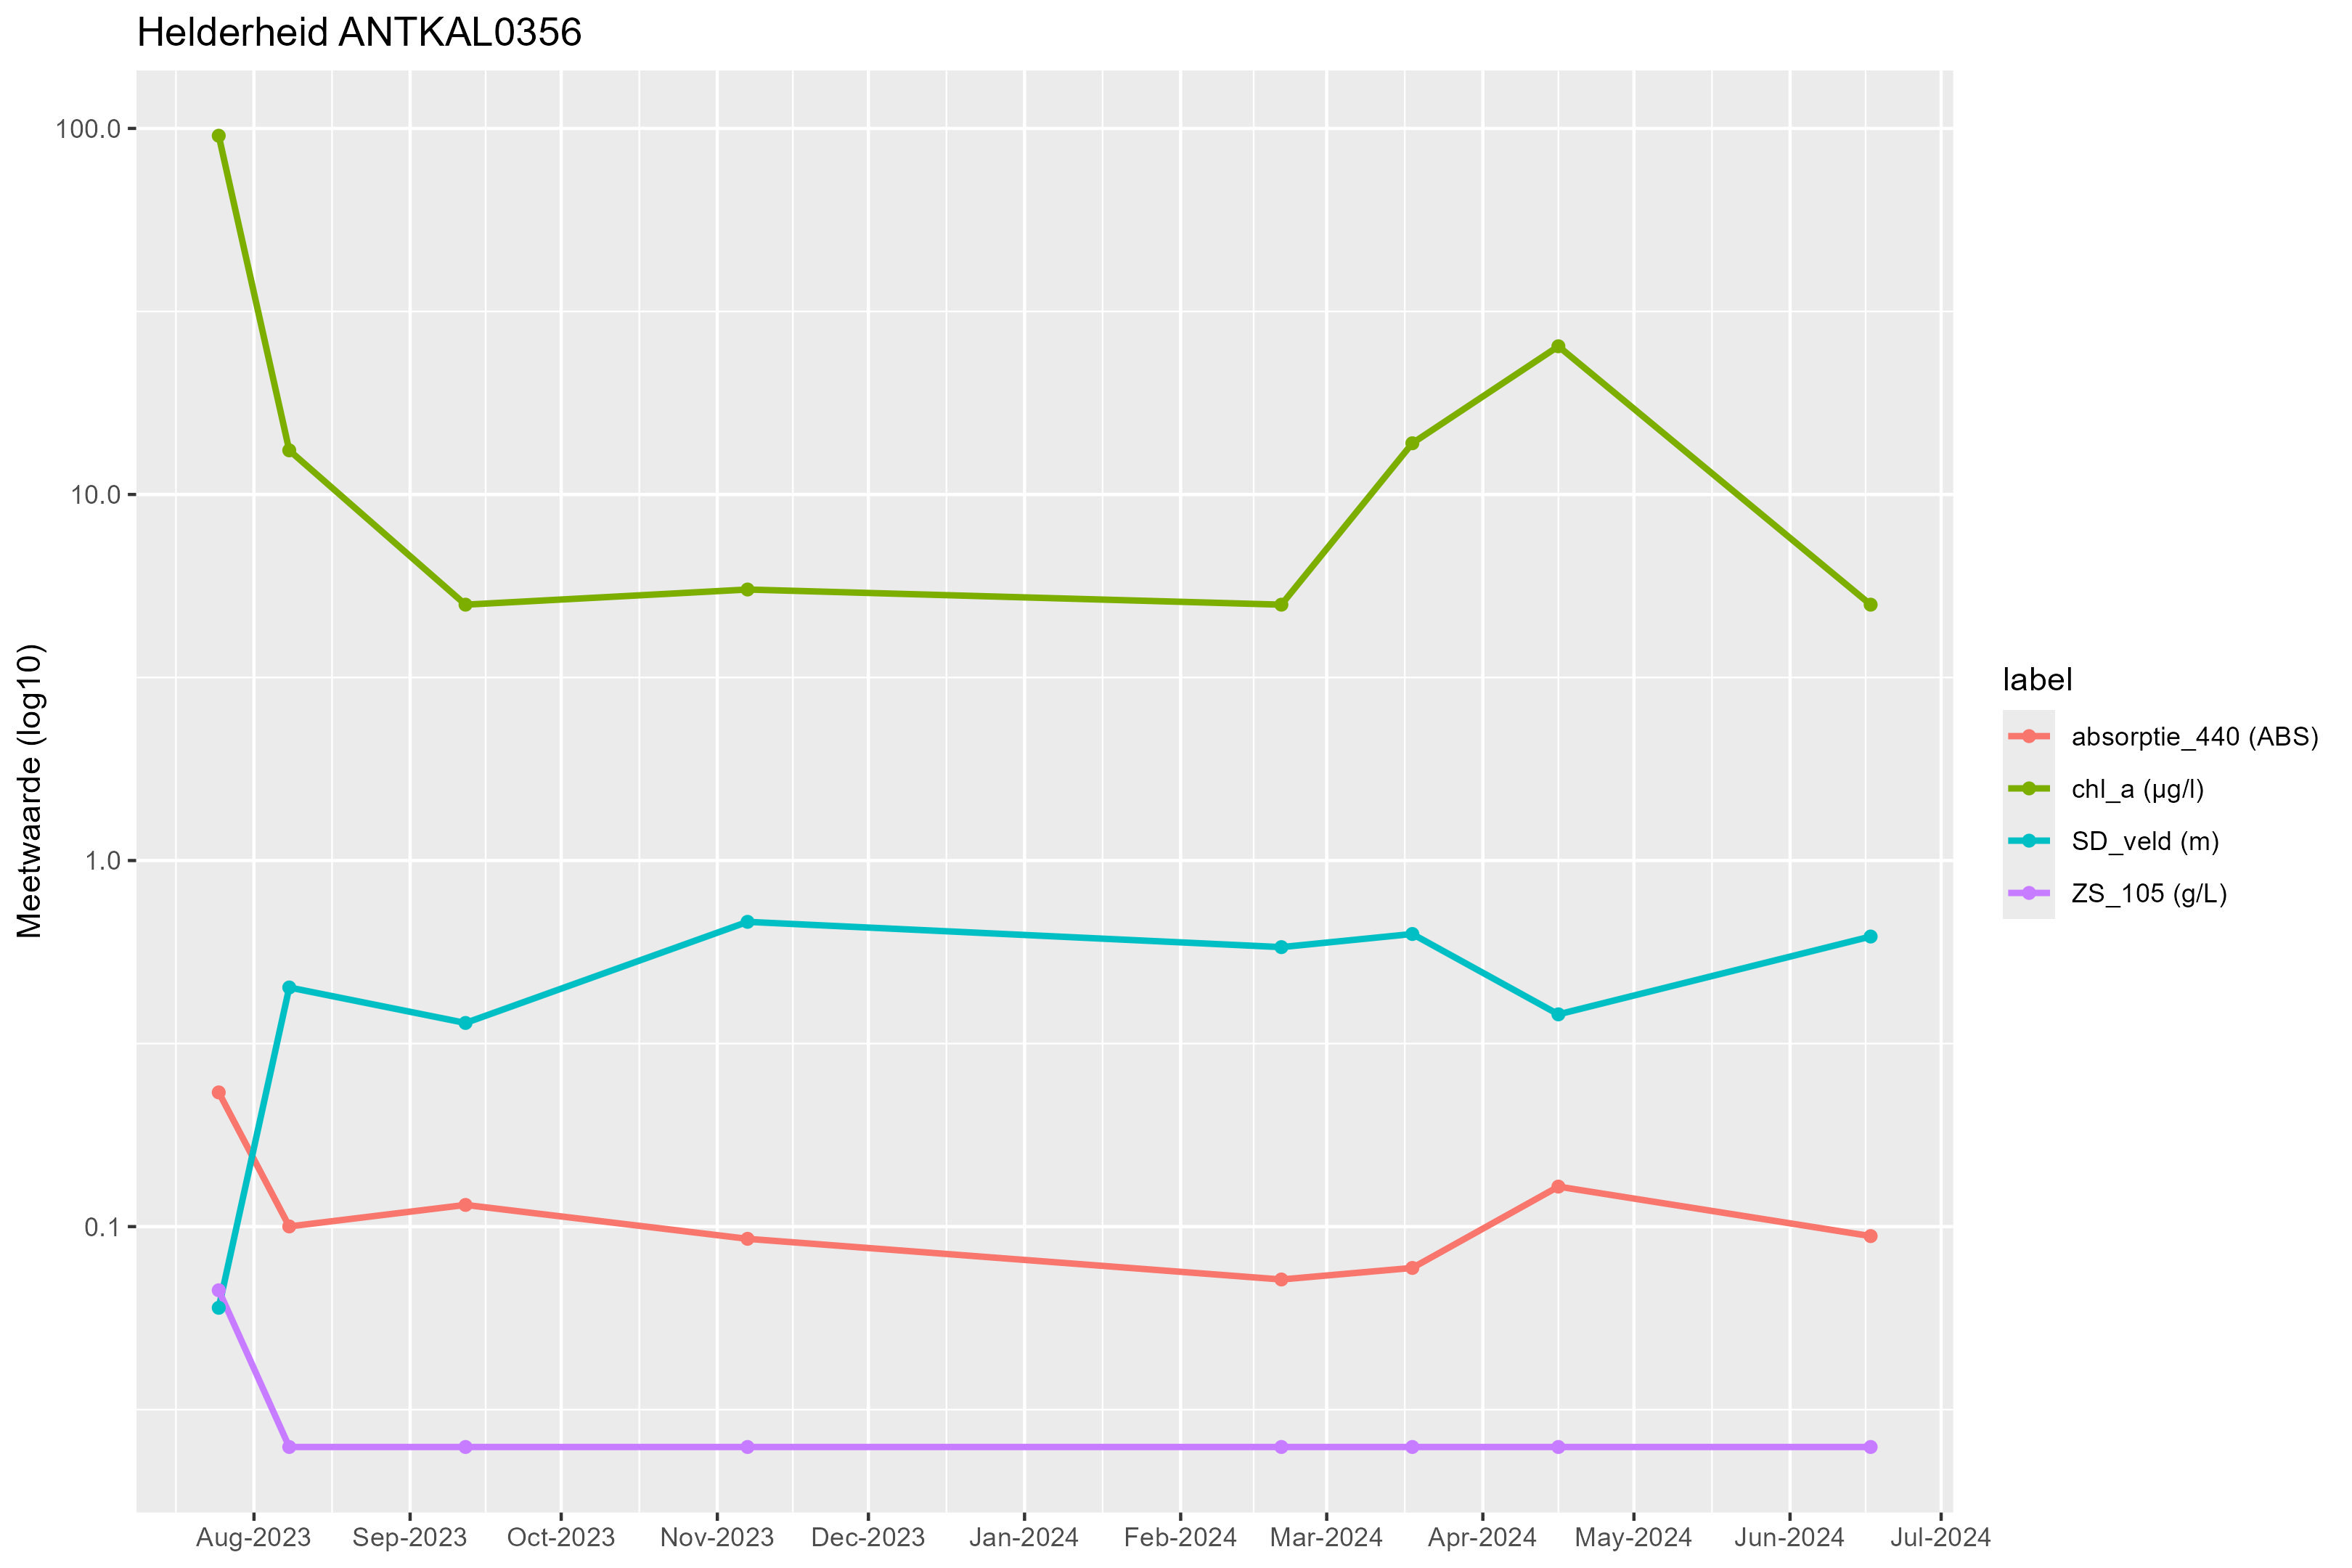 Helderheid ANTKAL0356
Meetwaarde (log10)
100.0
10.0
1.0
0.1
Aug-2023 Sep-2023 Oct-2023 Nov-2023 Dec-2023 Jan-2024 Feb-2024 Mar-2024 Apr-2024 May-2024 Jun-2024 Jul-2024
label
absorptie_440 (ABS)
chl_a (µg/l)
SD_veld (m)
ZS_105 (g/L)